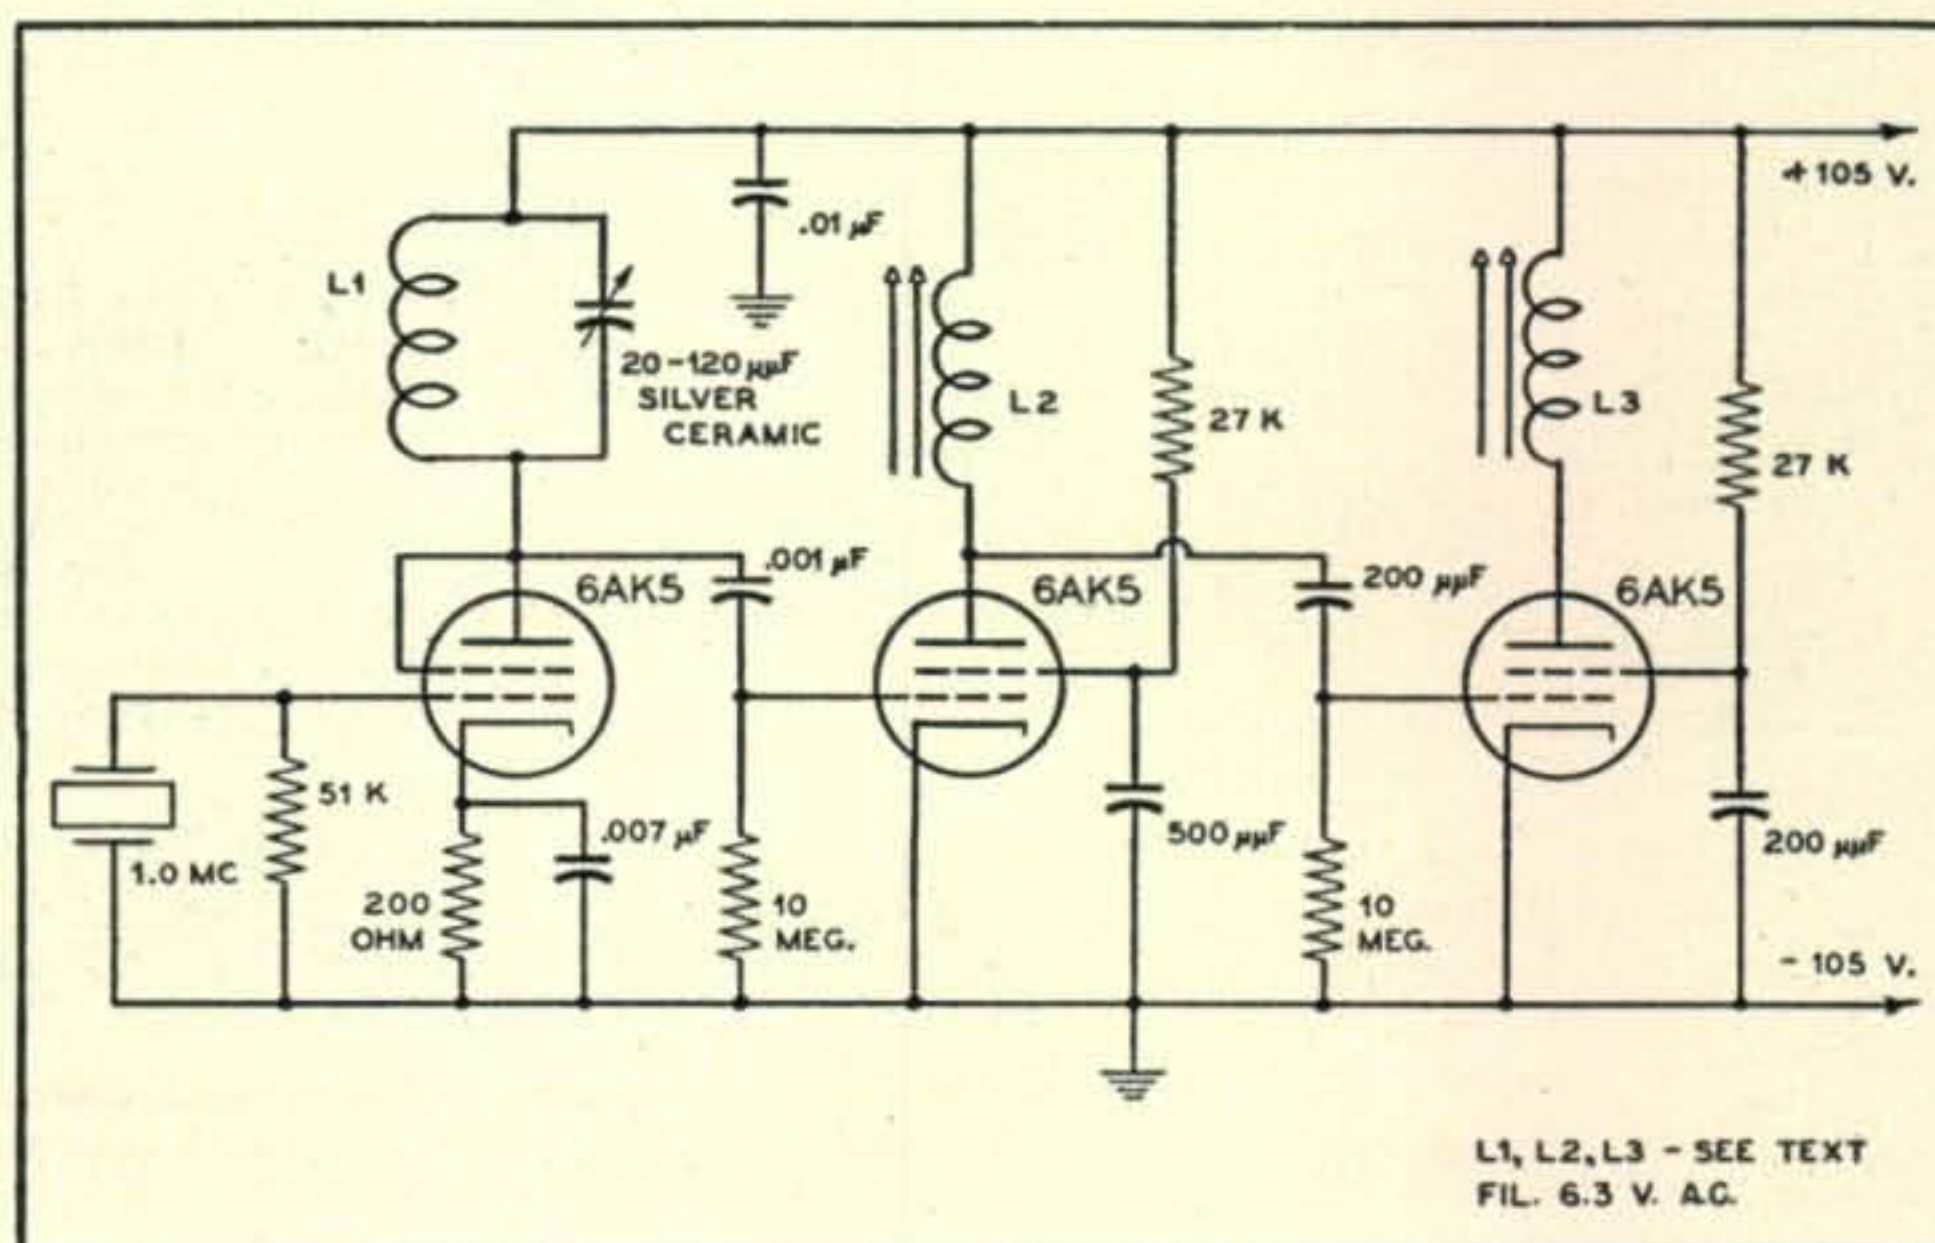 +105 V.
.01 µF
L1
20-120 µµF
SILVER
CERAMIC
L2
27 K
L3
27 K
.001 µF
6AK5
6AK5
200 µµF
6AK5
51 K
1.0 MC
.007 µF
200
OHM
10
MEG.
500 µµF
10
MEG.
200 µµF
- 105 V.
L1, L2, L3 - SEE TEXT
FIL. 6.3 V. A.C.